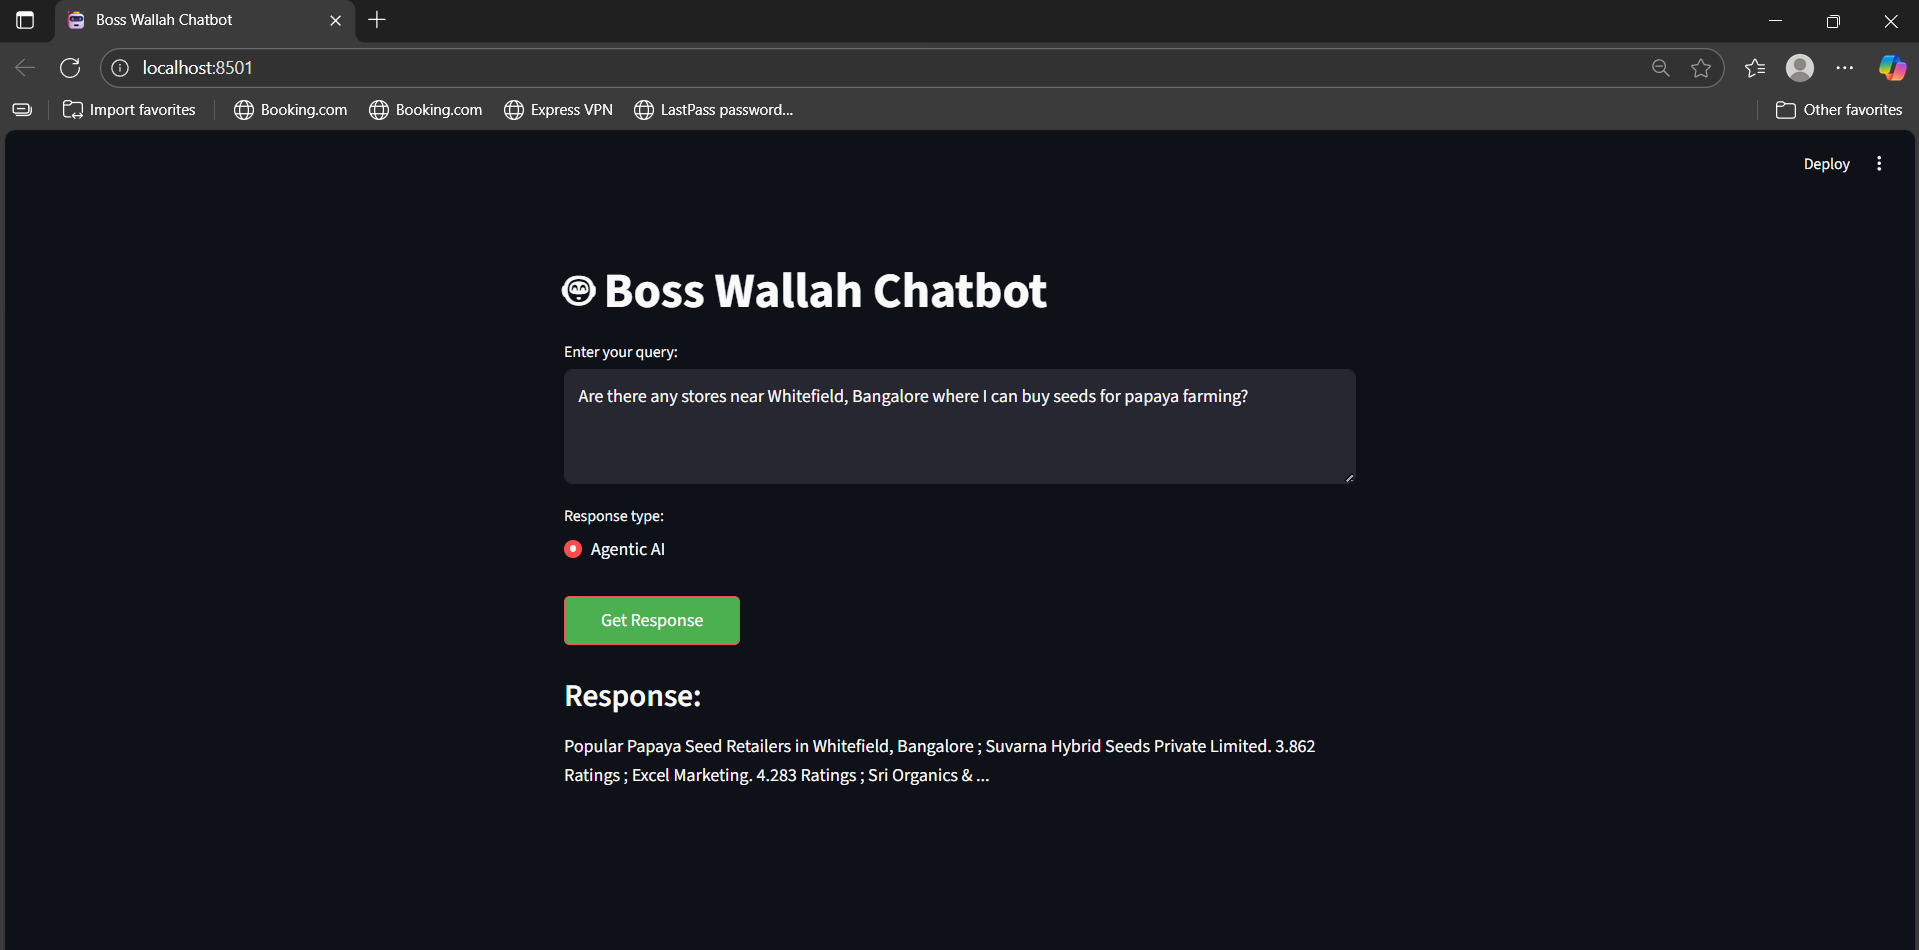 Boss Wallah Chatbot
localhost:8501
Import favorites
Booking.com
Booking.com
Express VPN
LastPass password...
Other favorites
Deploy
Boss Wallah Chatbot
Enter your query:
Are there any stores near Whitefield, Bangalore where I can buy seeds for papaya farming?
Response type:
Agentic AI
Get Response
Response:
Popular Papaya Seed Retailers in Whitefield, Bangalore ; Suvarna Hybrid Seeds Private Limited. 3.862
Ratings ; Excel Marketing. 4.283 Ratings ; Sri Organics & ...